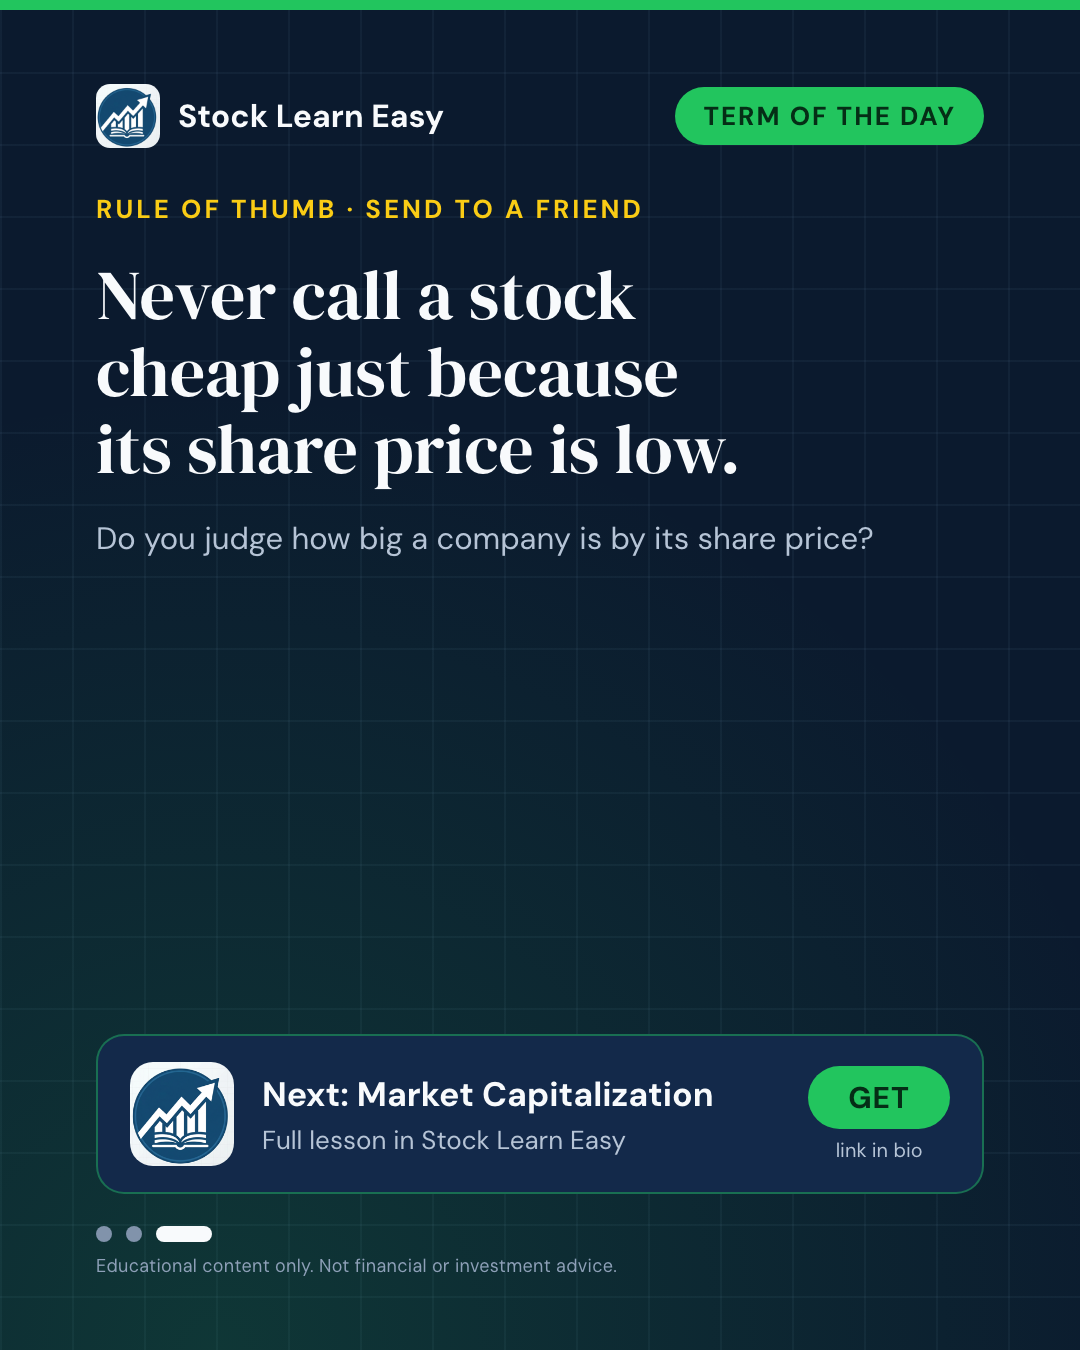 Stock Learn Easy
TERM OF THE DAY
RULE OF THUMB · SEND TO A FRIEND
Never call a stock
cheap just because
its share price is low.
Do you judge how big a company is by its share price?
Next: Market Capitalization
Full lesson in Stock Learn Easy
GET
link in bio
Educational content only. Not financial or investment advice.